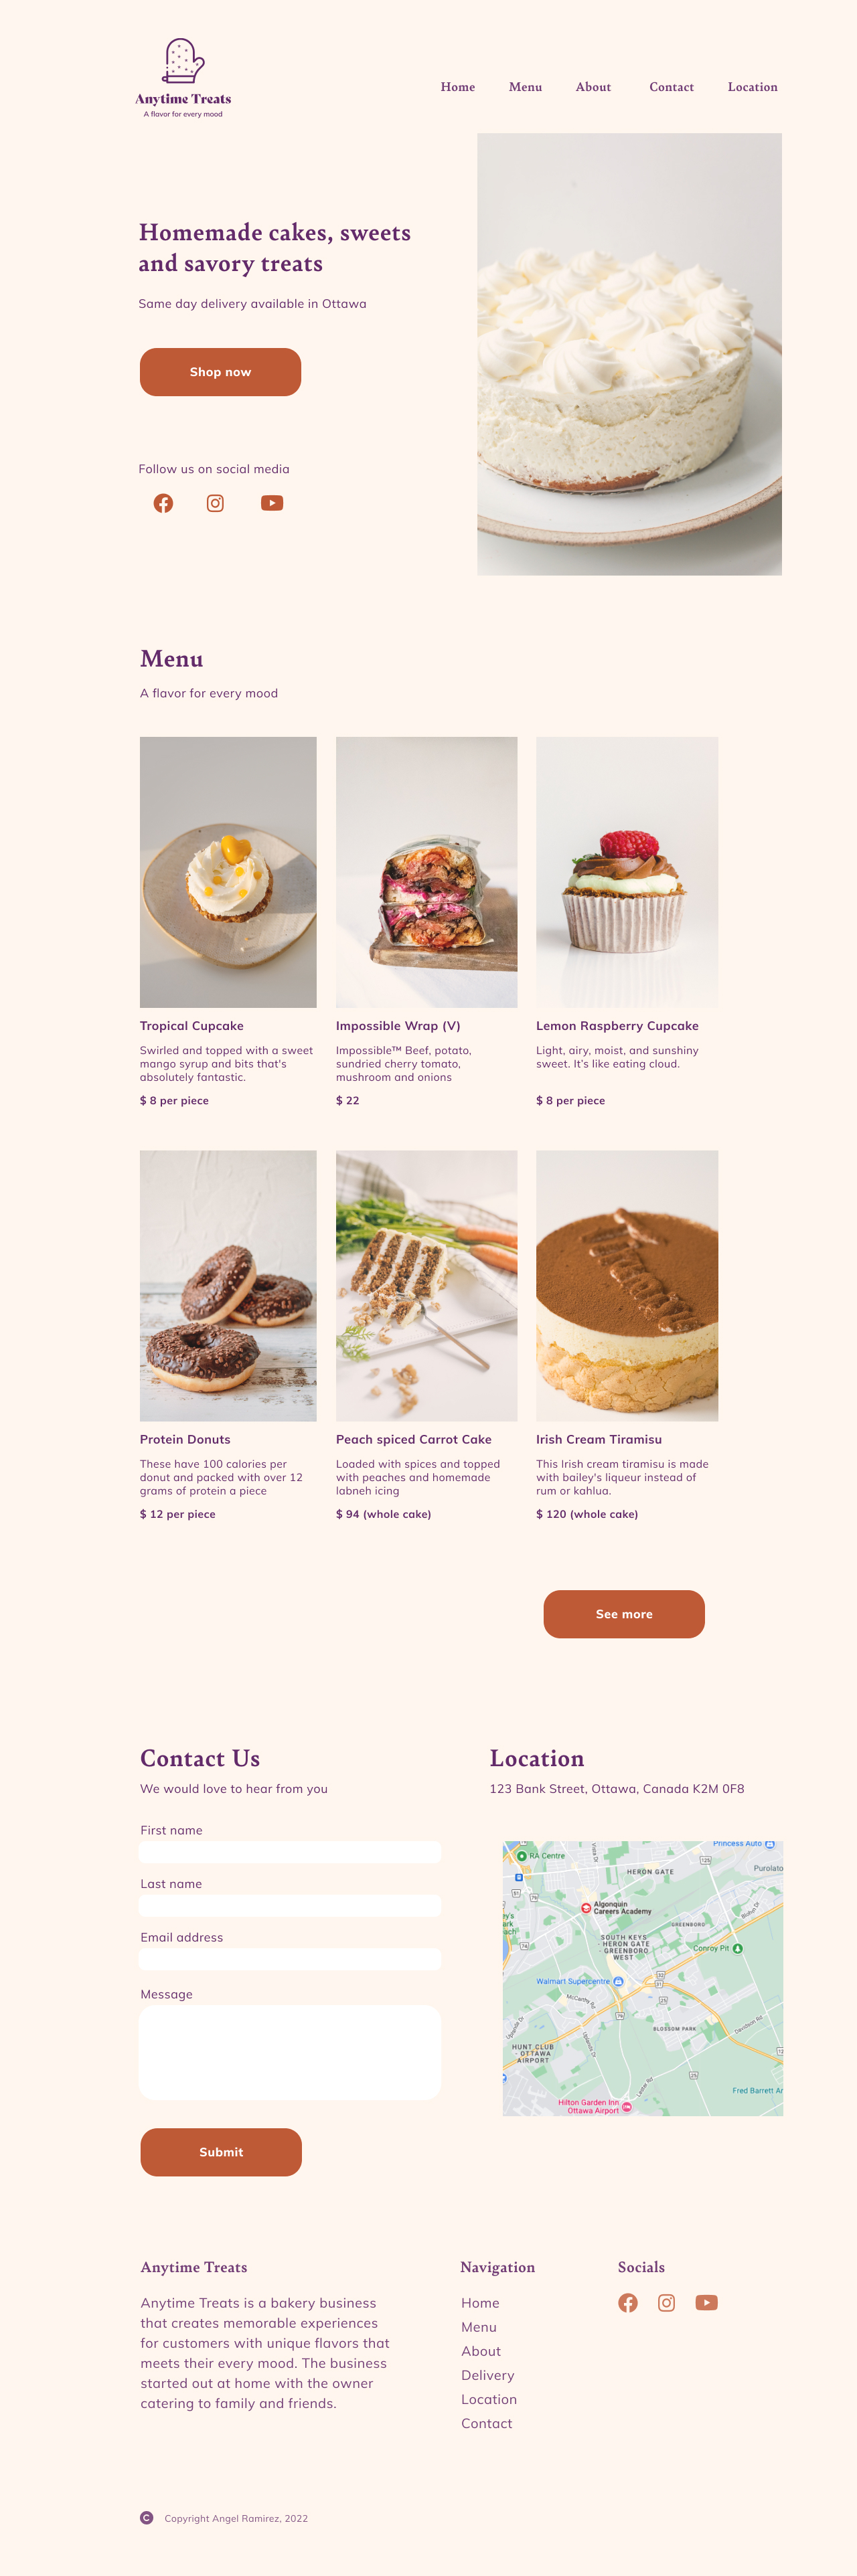 Anytime Treats
A flavor for every mood
Home Menu About Contact Location
Homemade cakes, sweets
and savory treats
Same day delivery available in Ottawa
Shop now
Follow us on social media
Menu
A flavor for every mood
Tropical Cupcake
Swirled and topped with a sweet
mango syrup and bits that's
absolutely fantastic.
$ 8 per piece
Impossible Wrap (V)
Impossible™ Beef, potato,
sundried cherry tomato,
mushroom and onions
$ 22
Lemon Raspberry Cupcake
Light, airy, moist, and sunshiny
sweet. It's like eating cloud.
$ 8 per piece
Protein Donuts
These have 100 calories per
donut and packed with over 12
grams of protein a piece
$ 12 per piece
Peach spiced Carrot Cake
Loaded with spices and topped
with peaches and homemade
labneh icing
$ 94 (whole cake)
Irish Cream Tiramisu
This Irish cream tiramisu is made
with bailey's liqueur instead of
rum or kahlua.
$ 120 (whole cake)
See more
Contact Us
We would love to hear from you
First name
Last name
Email address
Message
Submit
Location
123 Bank Street, Ottawa, Canada K2M 0F8
Princess Auto
RA Centre
HERON GATE
Purolato
Algonquin
Careers Academy
GREENBORO
SOUTH KEYS
- HERON GATE
- GREENBORO
WEST
Conroy Pit
Walmart Supercentre
McCarthy Rd
BLOSSOM PARK
Davidson Rd
HUNT CLUB
OTTAWA
AIRPORT
Uplands Dr
Fred Barrett Ar
Hilton Garden Inn
Ottawa Airport
Anytime Treats
Anytime Treats is a bakery business
that creates memorable experiences
for customers with unique flavors that
meets their every mood. The business
started out at home with the owner
catering to family and friends.
Navigation
Home
Menu
About
Delivery
Location
Contact
Socials
C Copyright Angel Ramirez, 2022